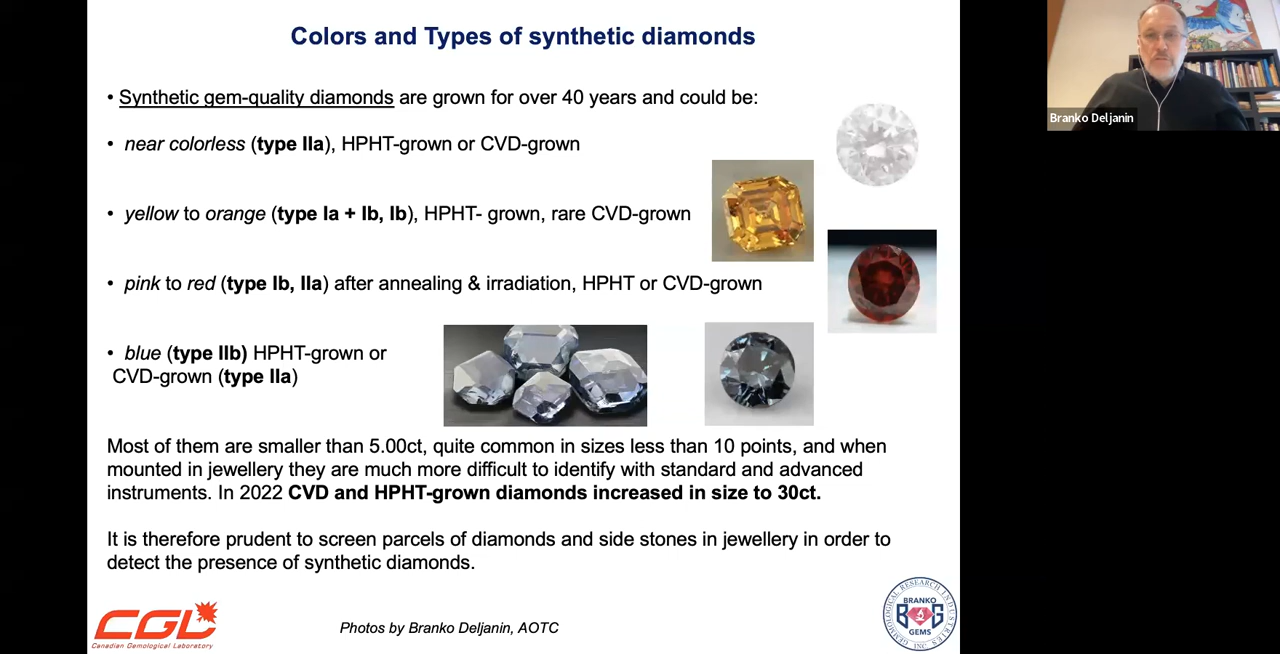 Colors and Types of synthetic diamonds
• Synthetic gem-quality diamonds are grown for over 40 years and could be:
• near colorless (type IIa), HPHT-grown or CVD-grown
• yellow to orange (type Ia + Ib, Ib), HPHT- grown, rare CVD-grown
• pink to red (type Ib, IIa) after annealing & irradiation, HPHT or CVD-grown
• blue (type IIb) HPHT-grown or
CVD-grown (type IIa)
Most of them are smaller than 5.00ct, quite common in sizes less than 10 points, and when
mounted in jewellery they are much more difficult to identify with standard and advanced
instruments. In 2022 CVD and HPHT-grown diamonds increased in size to 30ct.
It is therefore prudent to screen parcels of diamonds and side stones in jewellery in order to
detect the presence of synthetic diamonds.
CGL
Canadian Gemological Laboratory
Photos by Branko Deljanin, AOTC
GEMOLOGICAL RESEARCH INDUSTRIES INC.
BRANKO
BG
GEMS
Branko Deljanin